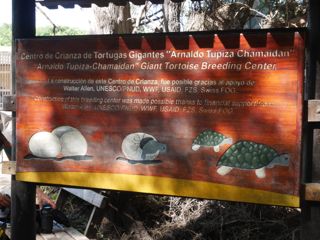 Centro de Crianza de Tortugas Gigantes "Arnaldo Tupiza Chamaidan"
"Arnaldo Tupiza-Chamaidan" Giant Tortoise Breeding Center.
La construcción de este Centro de Crianza, fue posible gracias al apoyo de
Walter Allen, UNESCO/PNUD, WWF, USAID, FZS, Swiss FOG.
Construction of this breeding center was made possible thanks to financial support from
Walter Allen, UNESCO/PNUD, WWF, USAID, FZS, Swiss FOG.